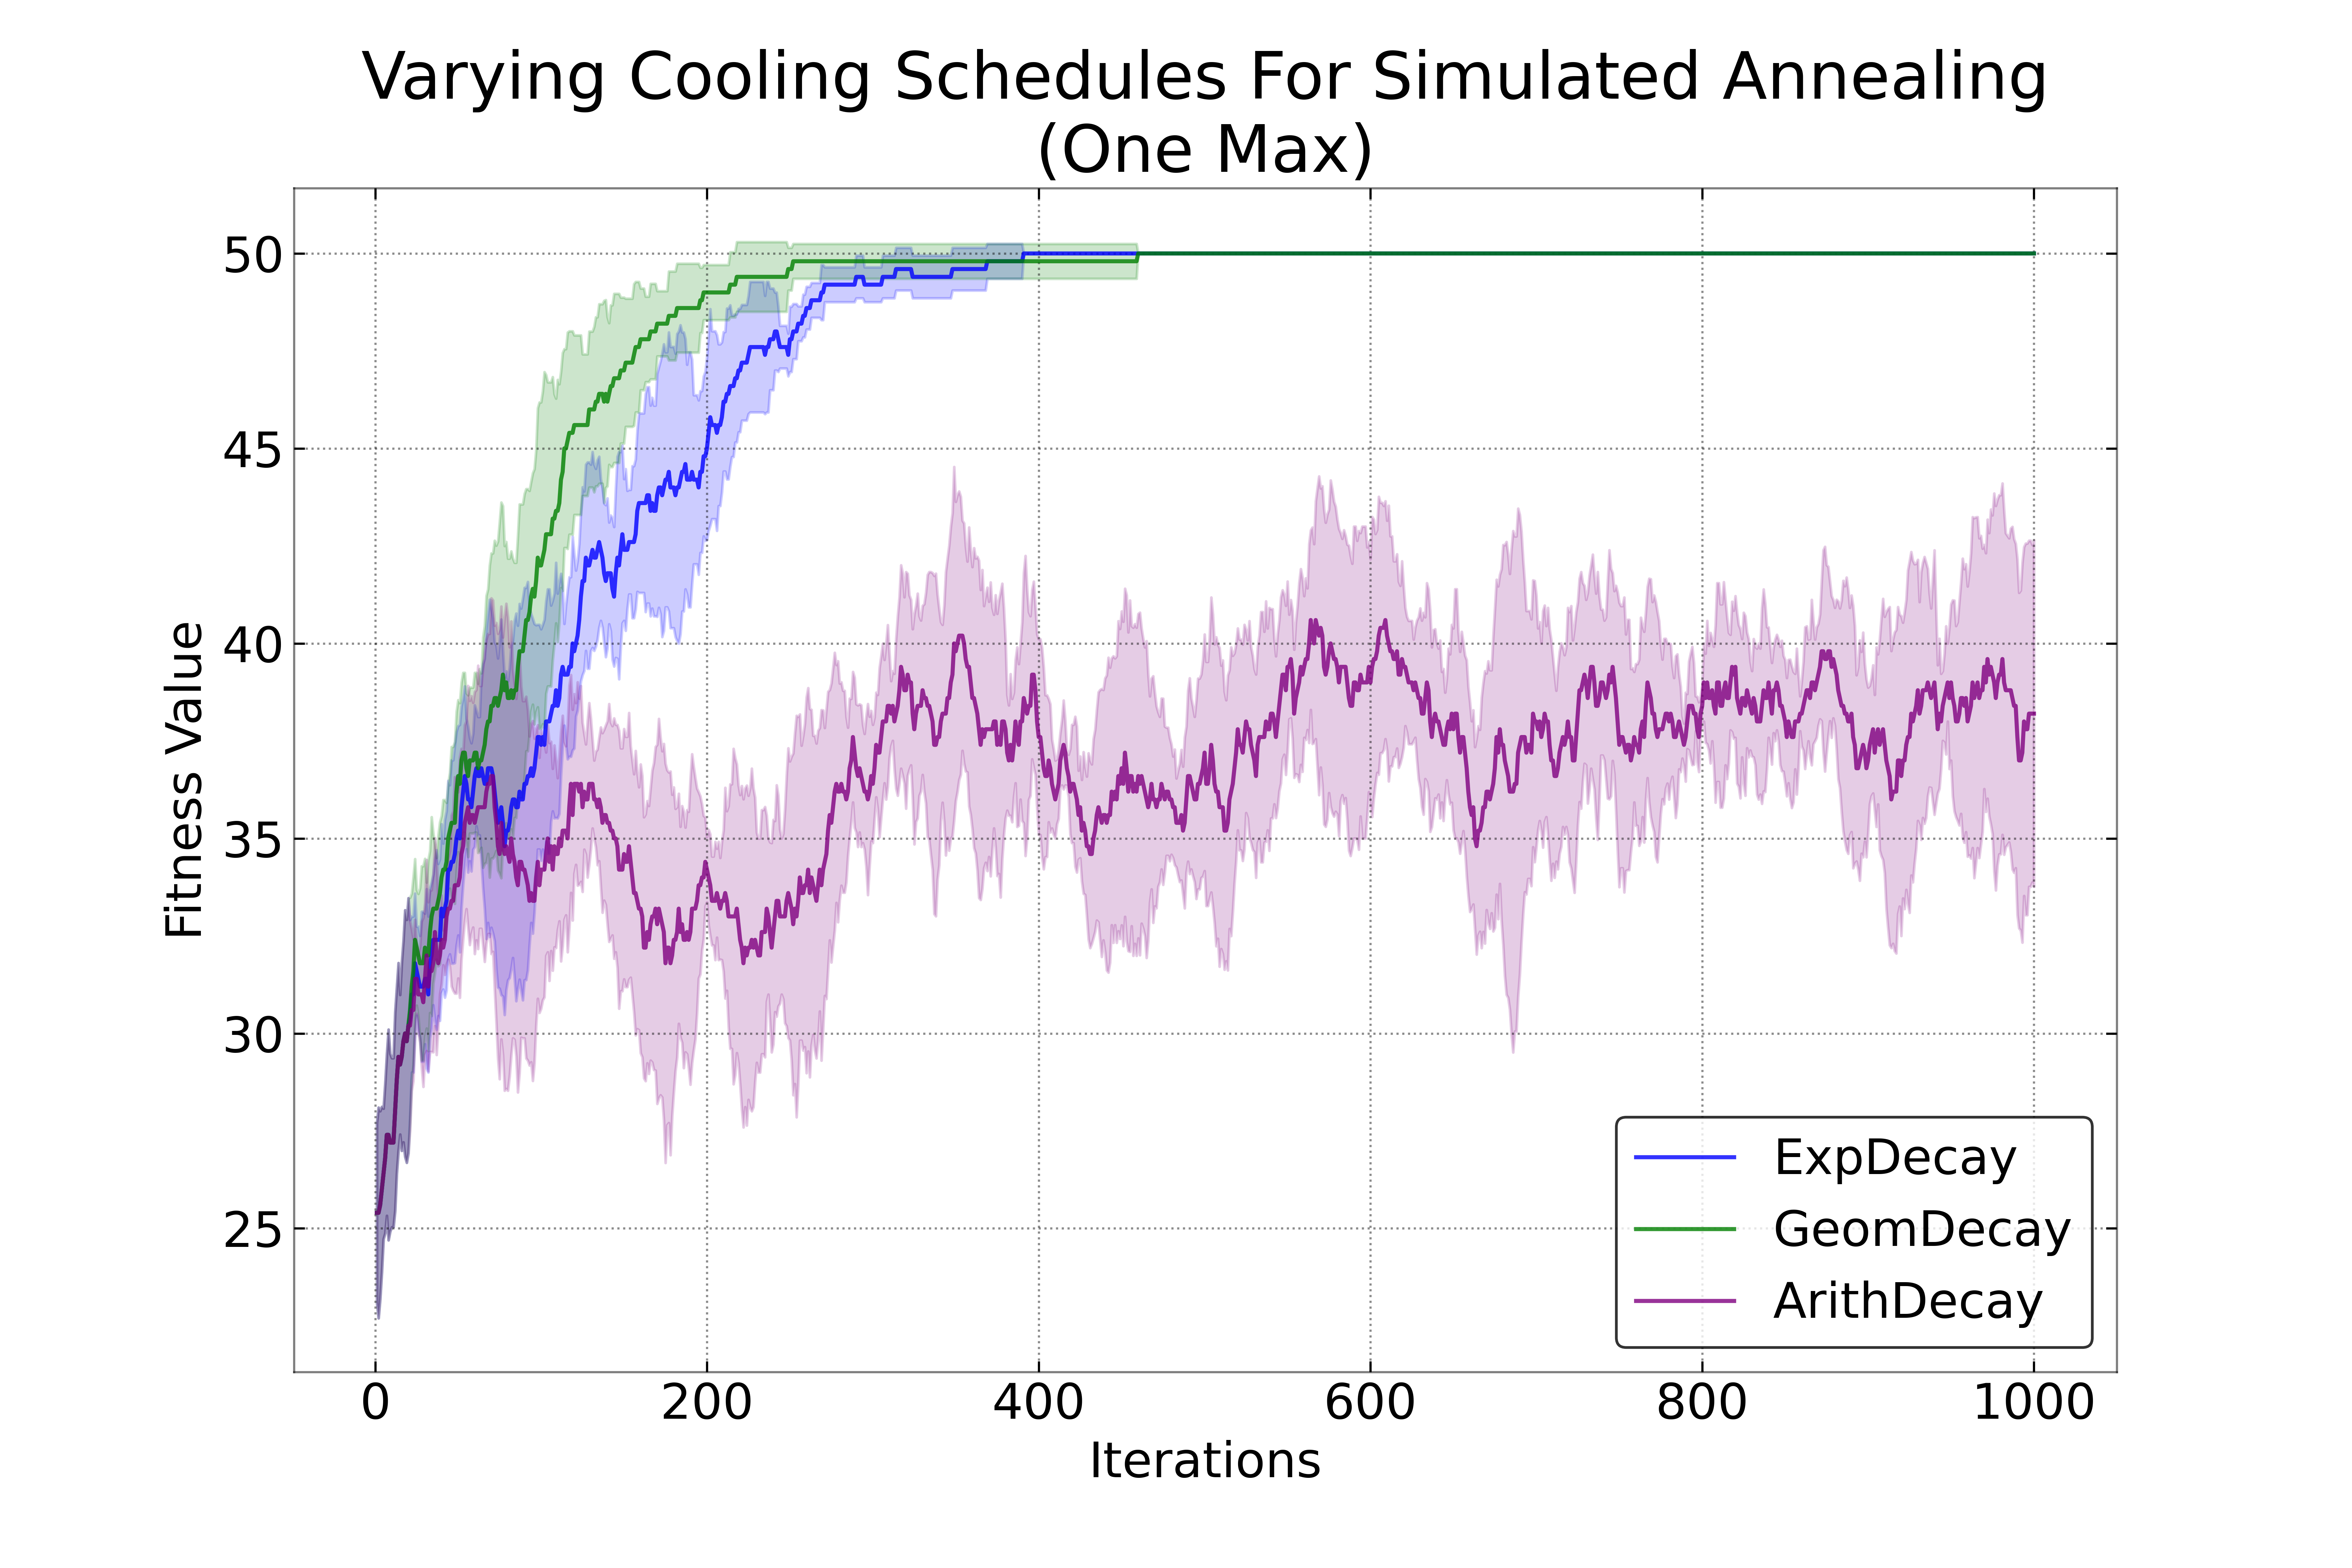 Varying Cooling Schedules For Simulated Annealing
(One Max)
Fitness Value
50
45
40
35
30
25
0 200 400 600 800 1000
Iterations
ExpDecay
GeomDecay
ArithDecay